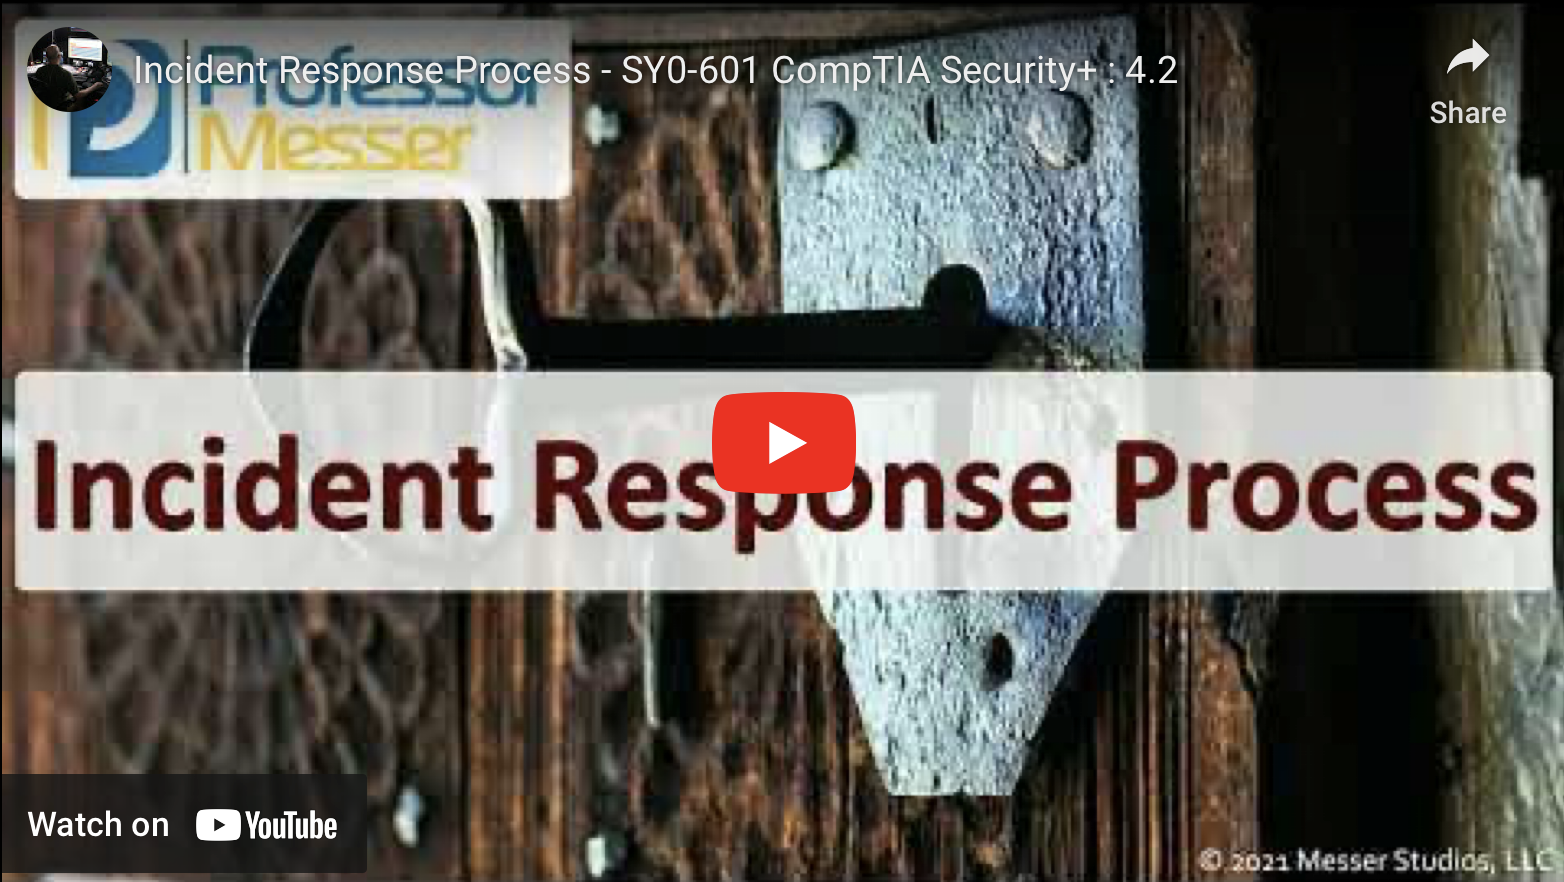 Incident Response Process - SY0-601 CompTIA Security+ : 4.2
Professor
Messer
Share
Incident Response Process
Watch on YouTube
© 2021 Messer Studios, LLC